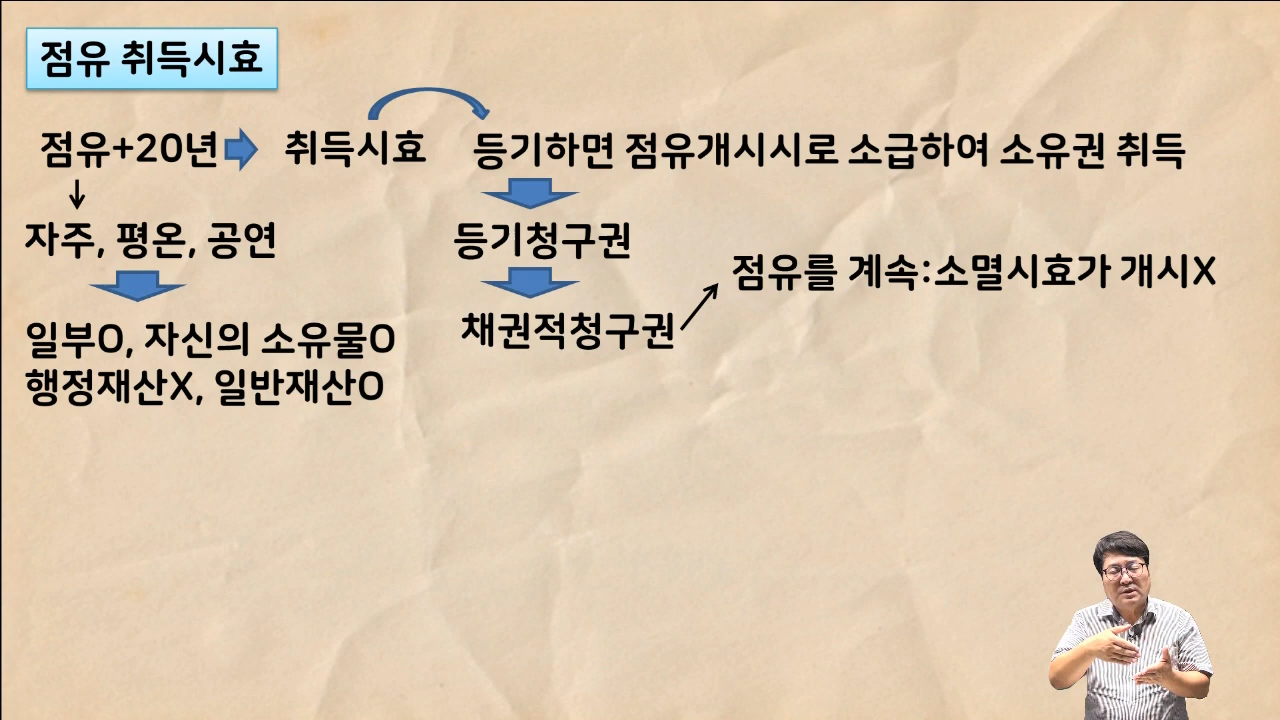 점유 취득시효
점유+20년 취득시효 등기하면 점유개시시로 소급하여 소유권 취득
자주, 평온, 공연
등기청구권
점유를 계속:소멸시효가 개시X
채권적청구권
일부O, 자신의 소유물O
행정재산X, 일반재산O